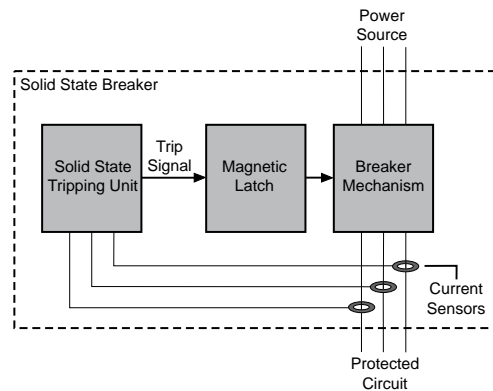 Power
Source
Solid State Breaker
Solid State
Tripping Unit
Trip
Signal
Magnetic
Latch
Breaker
Mechanism
Current
Sensors
Protected
Circuit